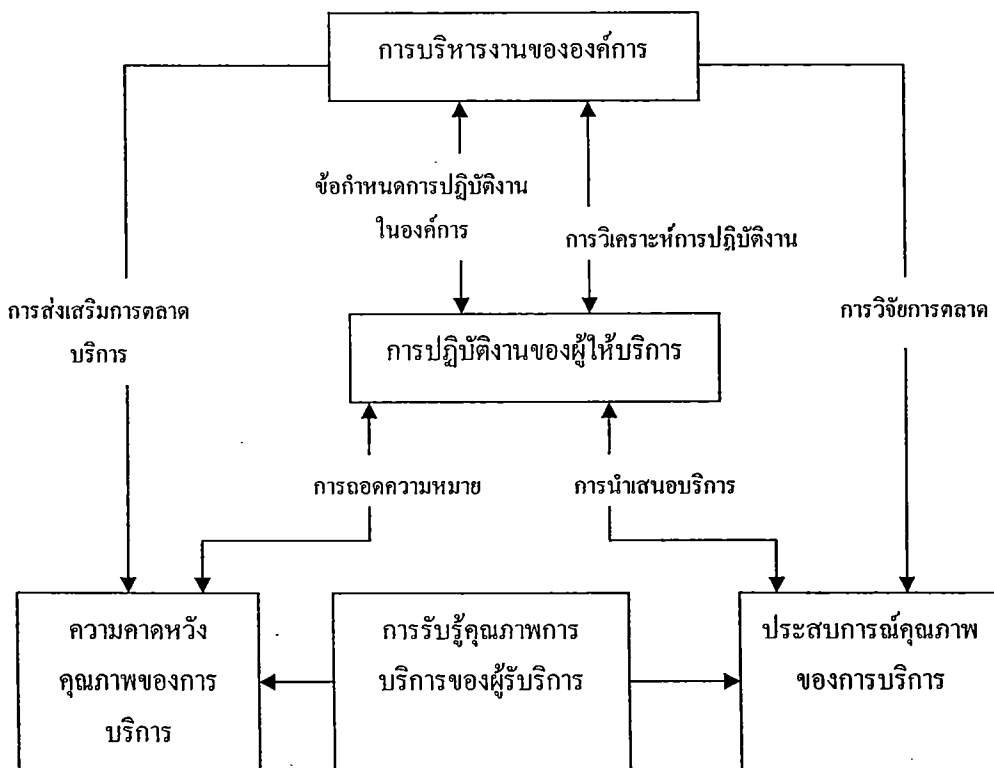 การบริหารงานขององค์การ
ข้อกำหนดการปฏิบัติงาน
ในองค์การ
การวิเคราะห์การปฏิบัติงาน
การส่งเสริมการตลาด
บริการ
การวิจัยการตลาด
การปฏิบัติงานของผู้ให้บริการ
การถอดความหมาย
การนำเสนอบริการ
ความคาดหวัง
คุณภาพของการ
บริการ
การรับรู้คุณภาพการ
บริการของผู้รับบริการ
ประสบการณ์คุณภาพ
ของการบริการ